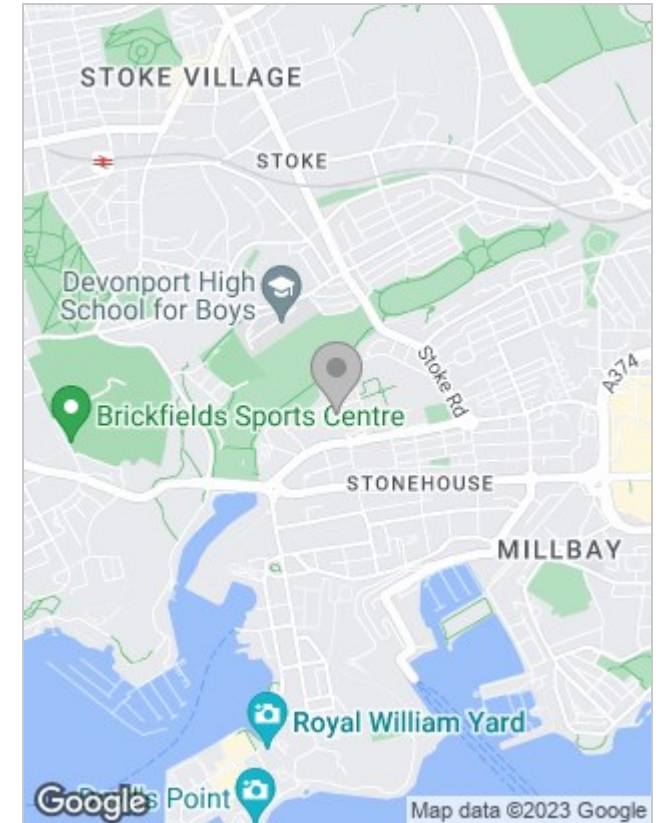 STOKE VILLAGE
STOKE
Devonport High
School for Boys
Stoke Rd
A374
Brickfields Sports Centre
STONEHOUSE
MILLBAY
Royal William Yard
Point
Google
Map data ©2023 Google